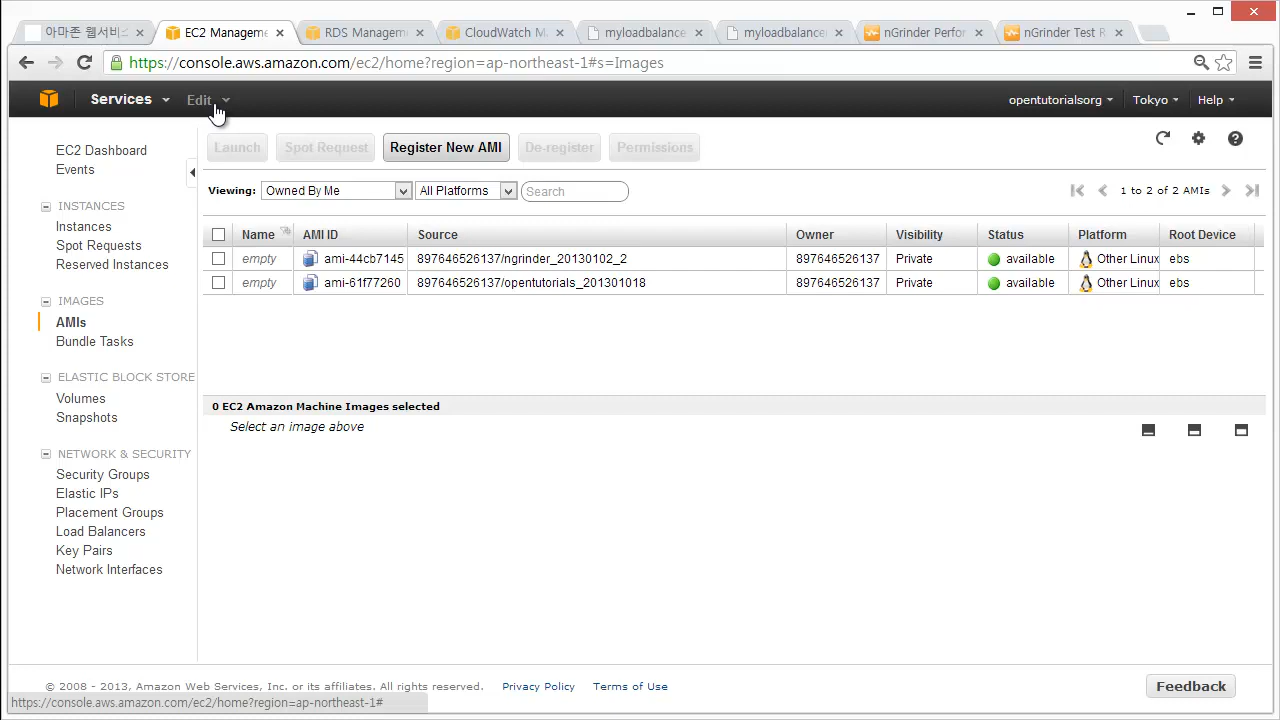 아마존 웹서비스
EC2 Manageme
RDS Managem
CloudWatch M
myloadbalance
myloadbalance
nGrinder Perfo
nGrinder Test R
https://console.aws.amazon.com/ec2/home?region=ap-northeast-1#s=Images
Services
Edit
opentutorialsorg
Tokyo
Help
EC2 Dashboard
Events
INSTANCES
Instances
Spot Requests
Reserved Instances
IMAGES
AMIs
Bundle Tasks
ELASTIC BLOCK STORE
Volumes
Snapshots
NETWORK & SECURITY
Security Groups
Elastic IPs
Placement Groups
Load Balancers
Key Pairs
Network Interfaces
Launch
Spot Request
Register New AMI
De-register
Permissions
Viewing: Owned By Me All Platforms Search
1 to 2 of 2 AMIs
Name AMI ID Source Owner Visibility Status Platform Root Device
empty ami-44cb7145 897646526137/ngrinder_20130102_2 897646526137 Private available Other Linux ebs
empty ami-61f77260 897646526137/opentutorials_201301018 897646526137 Private available Other Linux ebs
0 EC2 Amazon Machine Images selected
Select an image above
© 2008 - 2013, Amazon Web Services, Inc. or its affiliates. All rights reserved. Privacy Policy Terms of Use
Feedback
https://console.aws.amazon.com/ec2/home?region=ap-northeast-1#